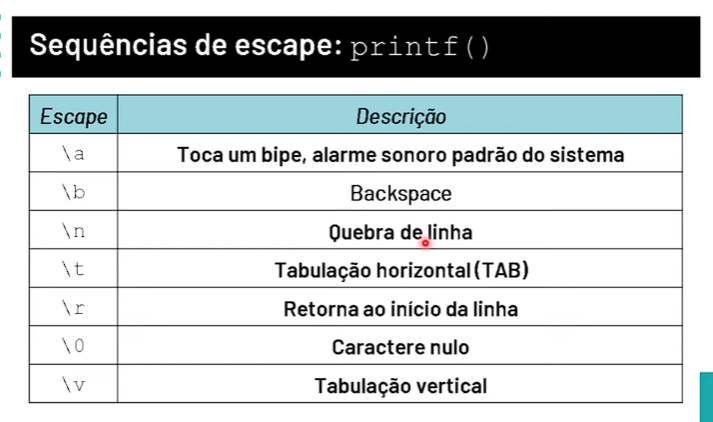 Sequências de escape: printf()
Escape Descrição
\a Toca um bipe, alarme sonoro padrão do sistema
\b Backspace
\n Quebra de linha
\t Tabulação horizontal (TAB)
\r Retorna ao início da linha
\0 Caractere nulo
\v Tabulação vertical